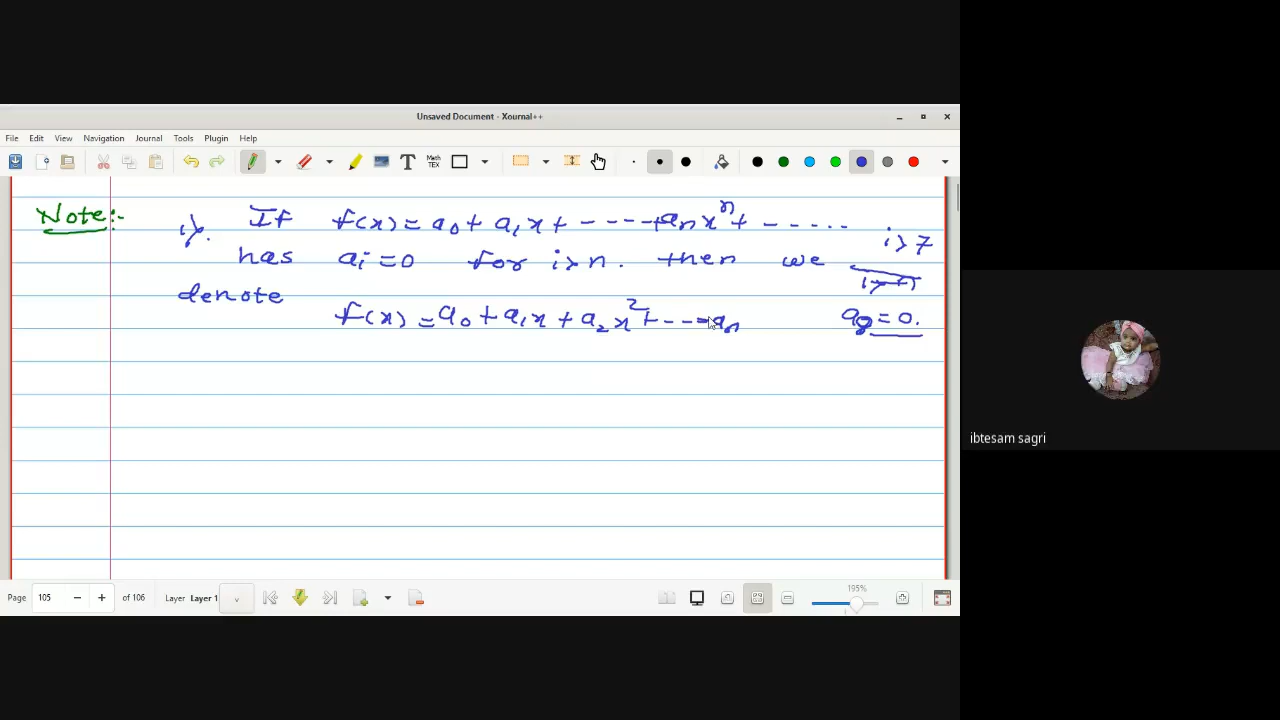 Unsaved Document - Xournal++
File Edit View Navigation Journal Tools Plugin Help
Note:-
i). If f(x) = a₀ + a₁x + ----+aₙxⁿ + -----
i>7
has aᵢ = 0 for i>n. then we
denote
f(x) = a₀ + a₁x + a₂x² + ---aₙ
= 0.
ibtesam sagri
Page 105 of 106 Layer Layer 1 195%